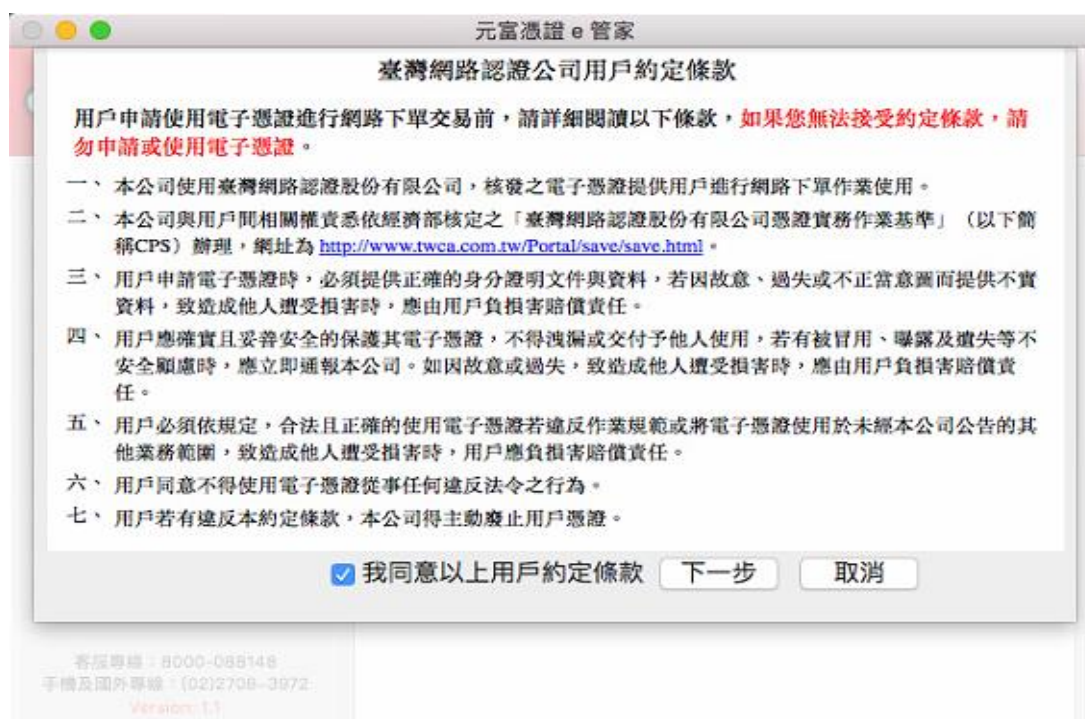 元富憑證 e 管家
臺灣網路認證公司用戶約定條款
用戶申請使用電子憑證進行網路下單交易前，請詳細閱讀以下條款，如果您無法接受約定條款，請
勿申請或使用電子憑證。
一、 本公司使用臺灣網路認證股份有限公司，核發之電子憑證提供用戶進行網路下單作業使用。
二、 本公司與用戶間相關權責悉依經濟部核定之「臺灣網路認證股份有限公司憑證實務作業基準」（以下簡
稱CPS）辦理，網址為 http://www.twca.com.tw/Portal/save/save.html。
三、 用戶申請電子憑證時，必須提供正確的身分證明文件與資料，若因故意、過失或不正當意圖而提供不實
資料，致造成他人遭受損害時，應由用戶負損害賠償責任。
四、 用戶應確實且妥善安全的保護其電子憑證，不得洩漏或交付予他人使用，若有被冒用、曝露及遺失等不
安全顧慮時，應立即通報本公司。如因故意或過失，致造成他人遭受損害時，應由用戶負損害賠償責
任。
五、 用戶必須依規定，合法且正確的使用電子憑證若違反作業規範或將電子憑證使用於未經本公司公告的其
他業務範圍，致造成他人遭受損害時，用戶應負損害賠償責任。
六、 用戶同意不得使用電子憑證從事任何違反法令之行為。
七、 用戶若有違反本約定條款，本公司得主動廢止用戶憑證。
我同意以上用戶約定條款 下一步 取消
客服專線：8000-088148
手機及國外專線：(02)2708-3972
Version: 1.1